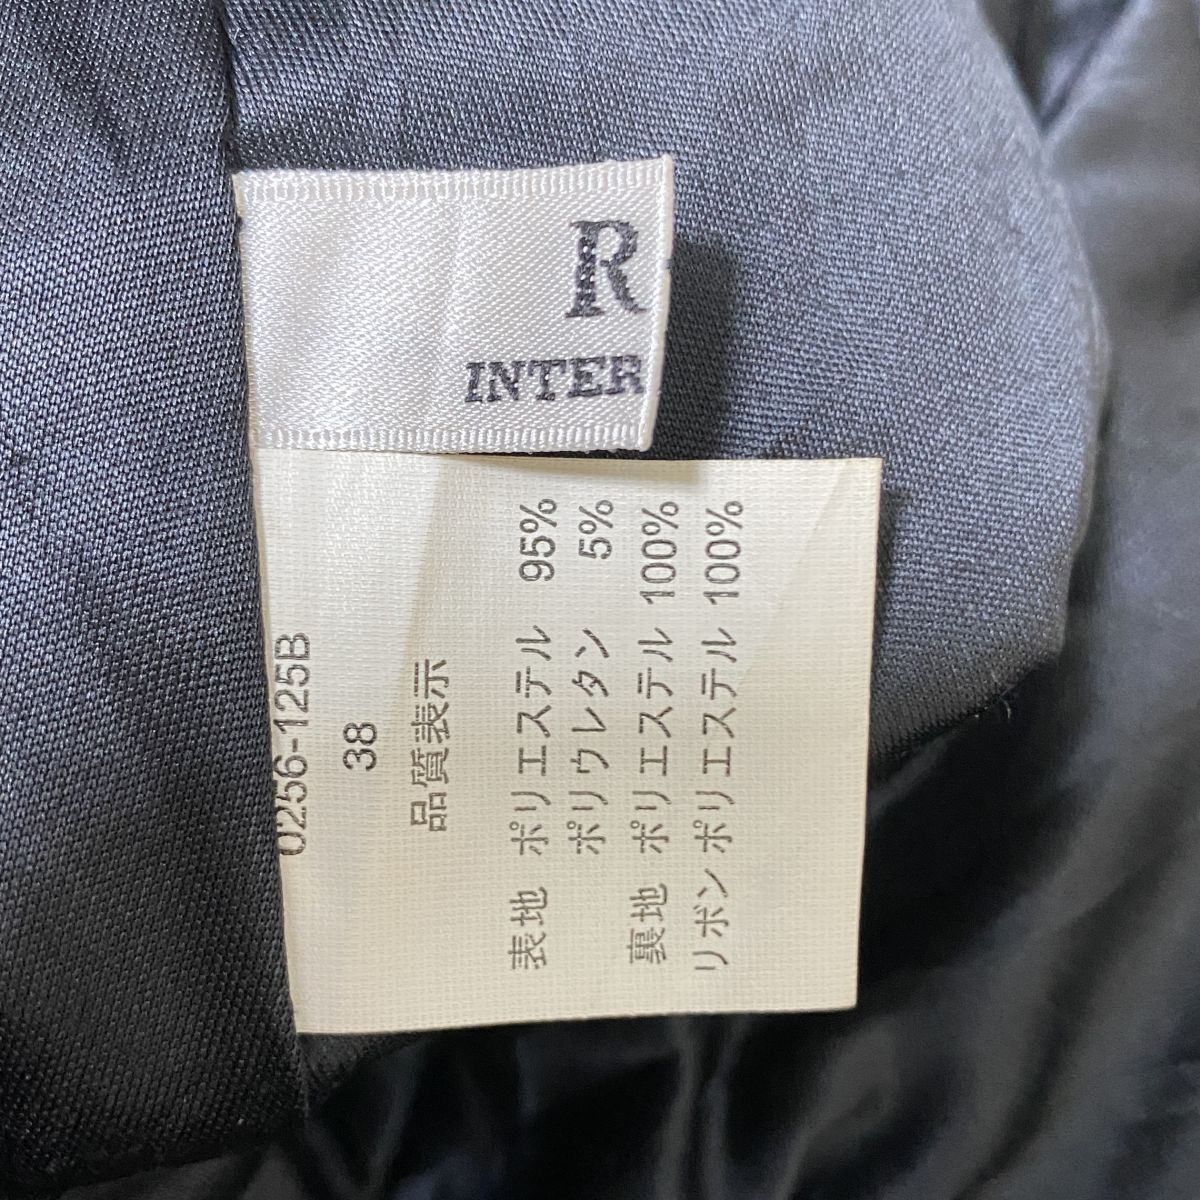 R
INTER
0256-125B
38
品質表示
表地 ポリエステル 95%
ポリウレタン 5%
裏地 ポリエステル 100%
リボン ポリエステル 100%